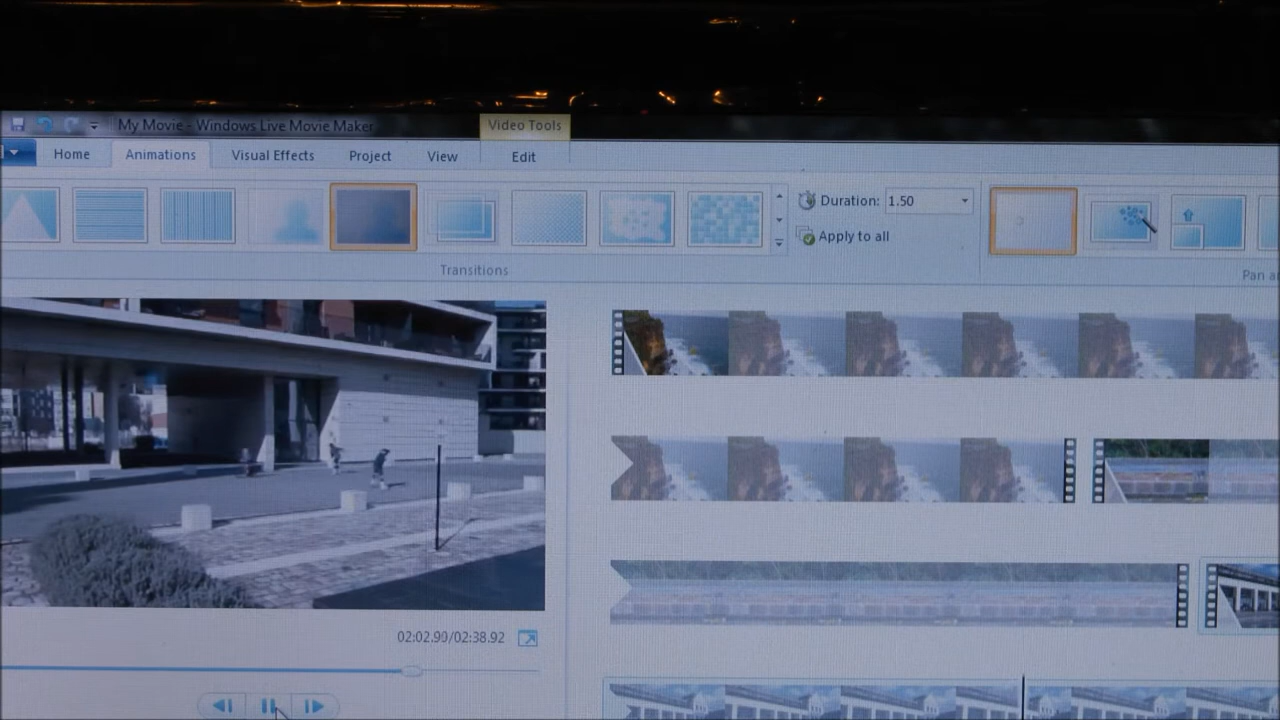 My Movie - Windows Live Movie Maker
Video Tools
Home
Animations
Visual Effects
Project
View
Edit
Duration: 1.50
Apply to all
Transitions
Pan a
02:02.90/02:38.92